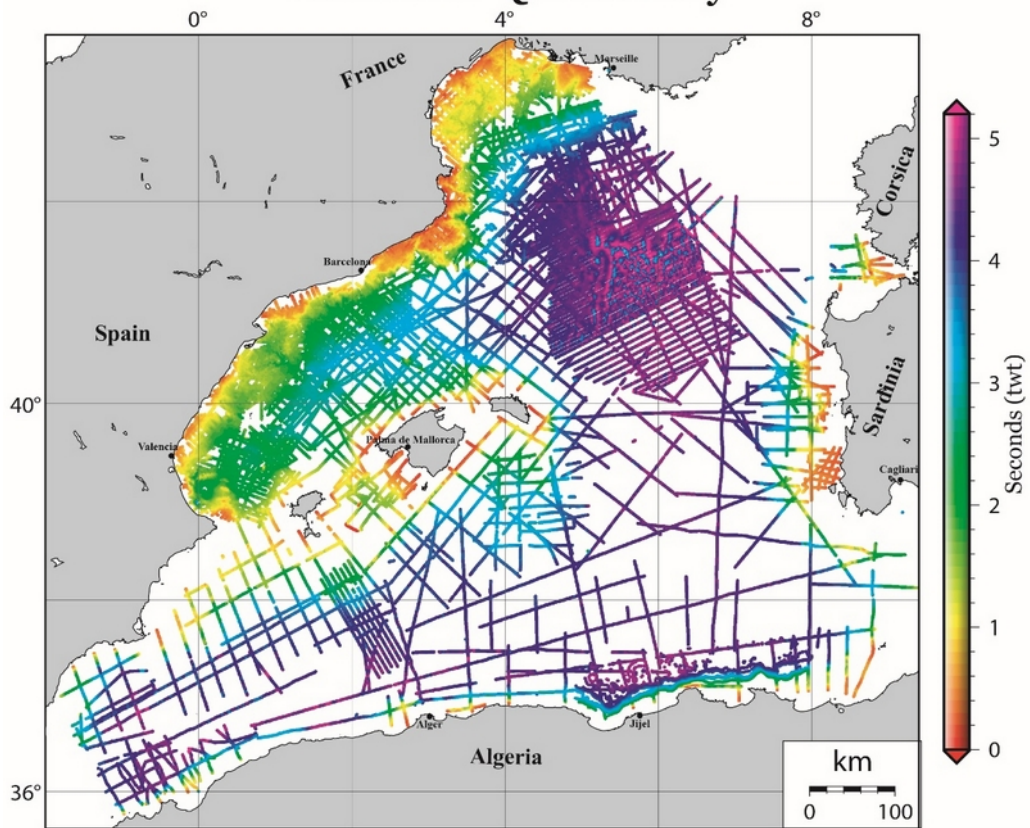 0°
4°
8°
France
Marseille
Corsica
Barcelona
Spain
Sardinia
40°
Valencia
Palma de Mallorca
Cagliari
Alger
Jijel
Algeria
36°
km
0
100
5
4
3
2
1
0
Seconds (twt)